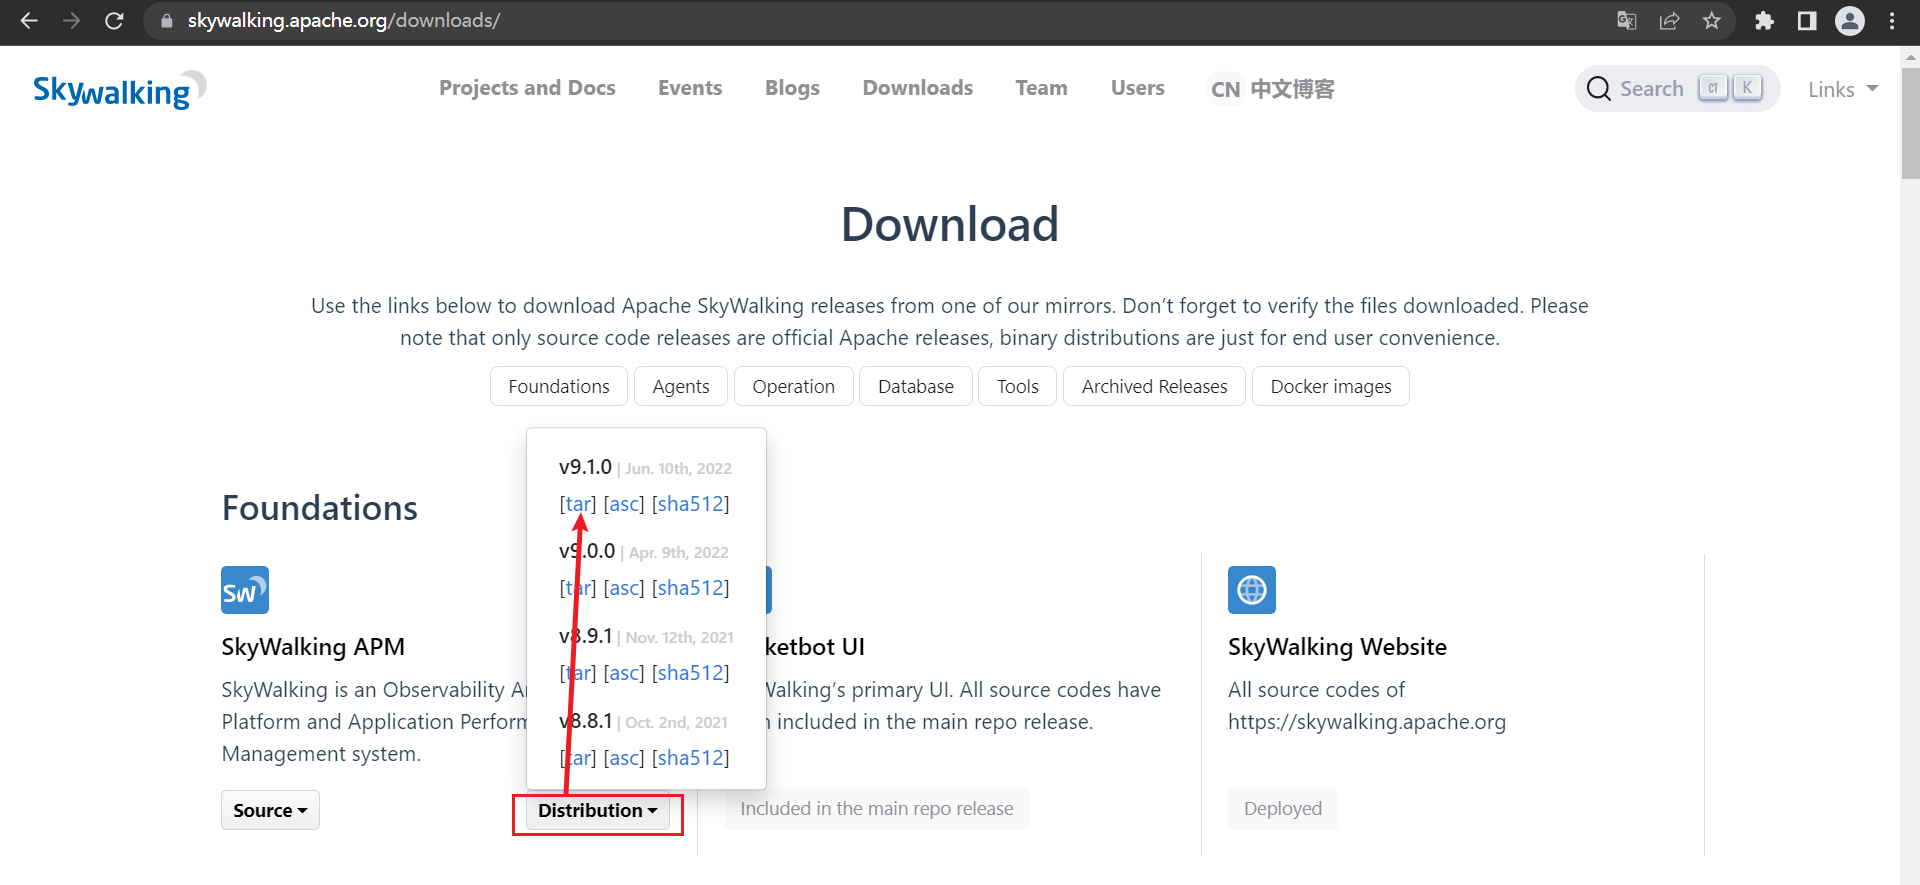 skywalking.apache.org/downloads/
Skywalking
Projects and Docs
Events
Blogs
Downloads
Team
Users
CN 中文博客
Search
K
Links
Download
Use the links below to download Apache SkyWalking releases from one of our mirrors. Don’t forget to verify the files downloaded. Please
note that only source code releases are official Apache releases, binary distributions are just for end user convenience.
Foundations
Agents
Operation
Database
Tools
Archived Releases
Docker images
v9.1.0 | Jun. 10th, 2022
[tar] [asc] [sha512]
v9.0.0 | Apr. 9th, 2022
[tar] [asc] [sha512]
v8.9.1 | Nov. 12th, 2021
[tar] [asc] [sha512]
v8.8.1 | Oct. 2nd, 2021
[tar] [asc] [sha512]
Foundations
SW
SkyWalking APM
SkyWalking is an Observability A
Platform and Application Perform
Management system.
Source
Distribution
ketbot UI
Walking’s primary UI. All source codes have
included in the main repo release.
Included in the main repo release
SkyWalking Website
All source codes of
https://skywalking.apache.org
Deployed